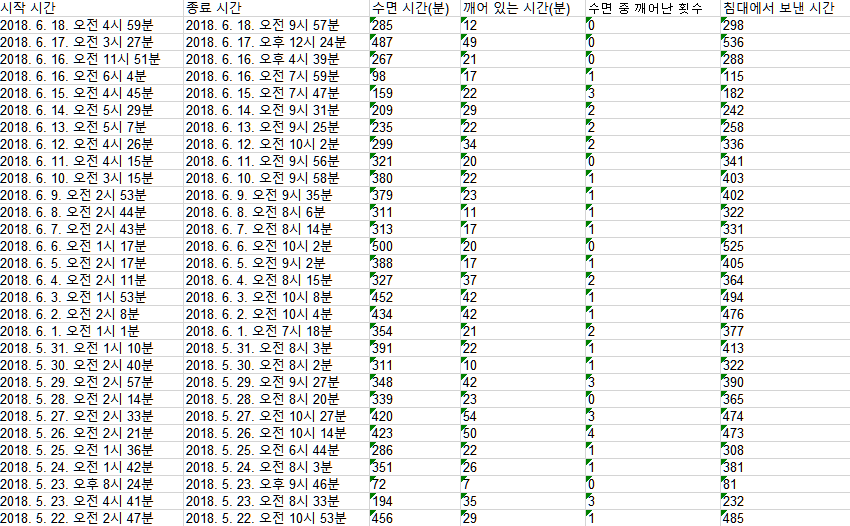 시작 시간 종료 시간 수면 시간(분) 깨어 있는 시간(분) 수면 중 깨어난 횟수 침대에서 보낸 시간
2018. 6. 18. 오전 4시 59분 2018. 6. 18. 오전 9시 57분 285 12 0 298
2018. 6. 17. 오전 3시 27분 2018. 6. 17. 오후 12시 24분 487 49 0 536
2018. 6. 16. 오전 11시 51분 2018. 6. 16. 오후 4시 39분 267 21 0 288
2018. 6. 16. 오전 6시 4분 2018. 6. 16. 오전 7시 59분 98 17 1 115
2018. 6. 15. 오전 4시 45분 2018. 6. 15. 오전 7시 47분 159 22 3 182
2018. 6. 14. 오전 5시 29분 2018. 6. 14. 오전 9시 31분 209 29 2 242
2018. 6. 13. 오전 5시 7분 2018. 6. 13. 오전 9시 25분 235 22 2 258
2018. 6. 12. 오전 4시 26분 2018. 6. 12. 오전 10시 2분 299 34 2 336
2018. 6. 11. 오전 4시 15분 2018. 6. 11. 오전 9시 56분 321 20 0 341
2018. 6. 10. 오전 3시 15분 2018. 6. 10. 오전 9시 58분 380 22 1 403
2018. 6. 9. 오전 2시 53분 2018. 6. 9. 오전 9시 35분 379 23 1 402
2018. 6. 8. 오전 2시 44분 2018. 6. 8. 오전 8시 6분 311 11 1 322
2018. 6. 7. 오전 2시 43분 2018. 6. 7. 오전 8시 14분 313 17 1 331
2018. 6. 6. 오전 1시 17분 2018. 6. 6. 오전 10시 2분 500 20 0 525
2018. 6. 5. 오전 2시 17분 2018. 6. 5. 오전 9시 2분 388 17 1 405
2018. 6. 4. 오전 2시 11분 2018. 6. 4. 오전 8시 15분 327 37 2 364
2018. 6. 3. 오전 1시 53분 2018. 6. 3. 오전 10시 8분 452 42 1 494
2018. 6. 2. 오전 2시 8분 2018. 6. 2. 오전 10시 4분 434 42 1 476
2018. 6. 1. 오전 1시 1분 2018. 6. 1. 오전 7시 18분 354 21 2 377
2018. 5. 31. 오전 1시 10분 2018. 5. 31. 오전 8시 3분 391 22 1 413
2018. 5. 30. 오전 2시 40분 2018. 5. 30. 오전 8시 2분 311 10 1 322
2018. 5. 29. 오전 2시 57분 2018. 5. 29. 오전 9시 27분 348 42 3 390
2018. 5. 28. 오전 2시 14분 2018. 5. 28. 오전 8시 20분 339 23 0 365
2018. 5. 27. 오전 2시 33분 2018. 5. 27. 오전 10시 27분 420 54 3 474
2018. 5. 26. 오전 2시 21분 2018. 5. 26. 오전 10시 14분 423 50 4 473
2018. 5. 25. 오전 1시 36분 2018. 5. 25. 오전 6시 44분 286 22 1 308
2018. 5. 24. 오전 1시 42분 2018. 5. 24. 오전 8시 3분 351 26 1 381
2018. 5. 23. 오후 8시 24분 2018. 5. 23. 오후 9시 46분 72 7 0 81
2018. 5. 23. 오전 4시 41분 2018. 5. 23. 오전 8시 33분 194 35 3 232
2018. 5. 22. 오전 2시 47분 2018. 5. 22. 오전 10시 53분 456 29 1 485